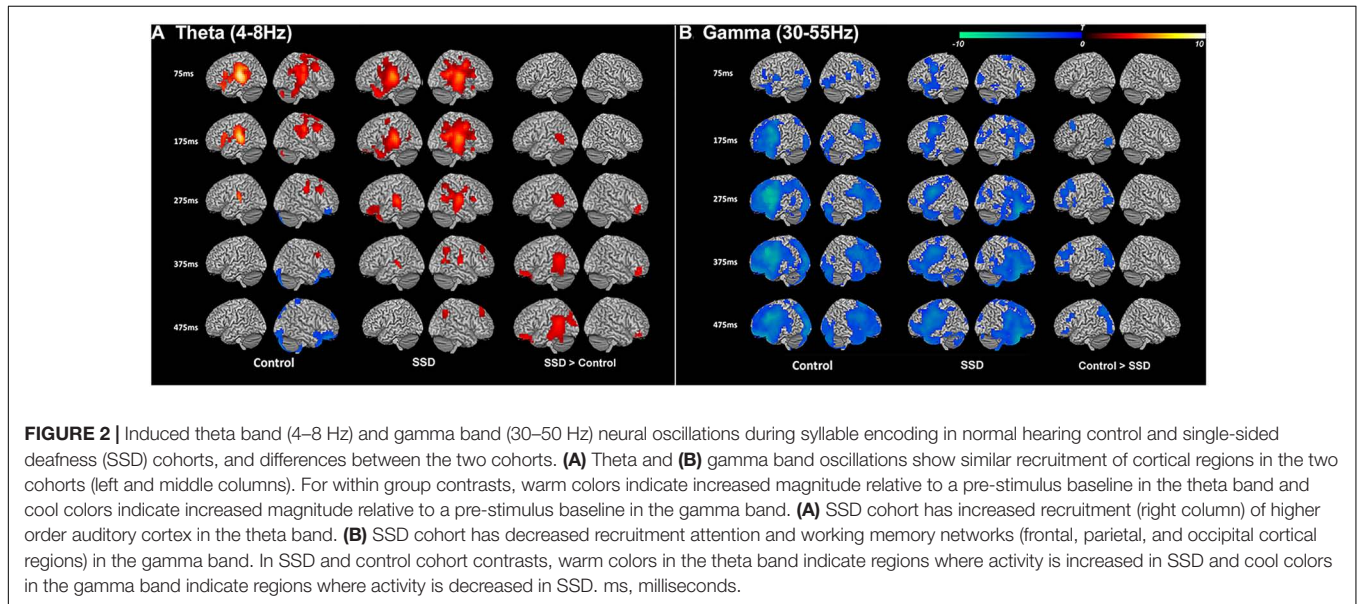 A Theta (4-8Hz)
B Gamma (30-55Hz)
T
-10 0 10
75ms
75ms
175ms
175ms
275ms
275ms
375ms
375ms
475ms
475ms
Control SSD SSD > Control
Control SSD Control > SSD
FIGURE 2 | Induced theta band (4–8 Hz) and gamma band (30–50 Hz) neural oscillations during syllable encoding in normal hearing control and single-sided
deafness (SSD) cohorts, and differences between the two cohorts. (A) Theta and (B) gamma band oscillations show similar recruitment of cortical regions in the two
cohorts (left and middle columns). For within group contrasts, warm colors indicate increased magnitude relative to a pre-stimulus baseline in the theta band and
cool colors indicate increased magnitude relative to a pre-stimulus baseline in the gamma band. (A) SSD cohort has increased recruitment (right column) of higher
order auditory cortex in the theta band. (B) SSD cohort has decreased recruitment attention and working memory networks (frontal, parietal, and occipital cortical
regions) in the gamma band. In SSD and control cohort contrasts, warm colors in the theta band indicate regions where activity is increased in SSD and cool colors
in the gamma band indicate regions where activity is decreased in SSD. ms, milliseconds.